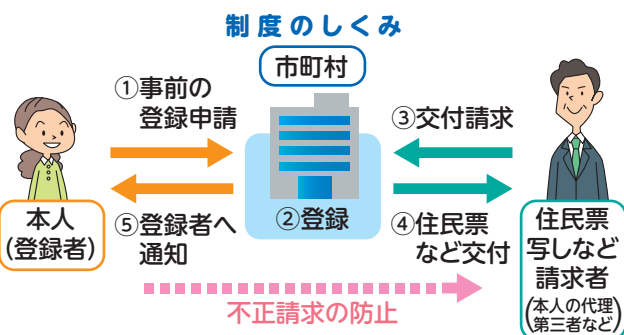 制度のしくみ
市町村
①事前の
登録申請
③交付請求
②登録
本人
(登録者)
⑤登録者へ
通知
④住民票
など交付
住民票
写しなど
請求者
(本人の代理
第三者など)
不正請求の防止